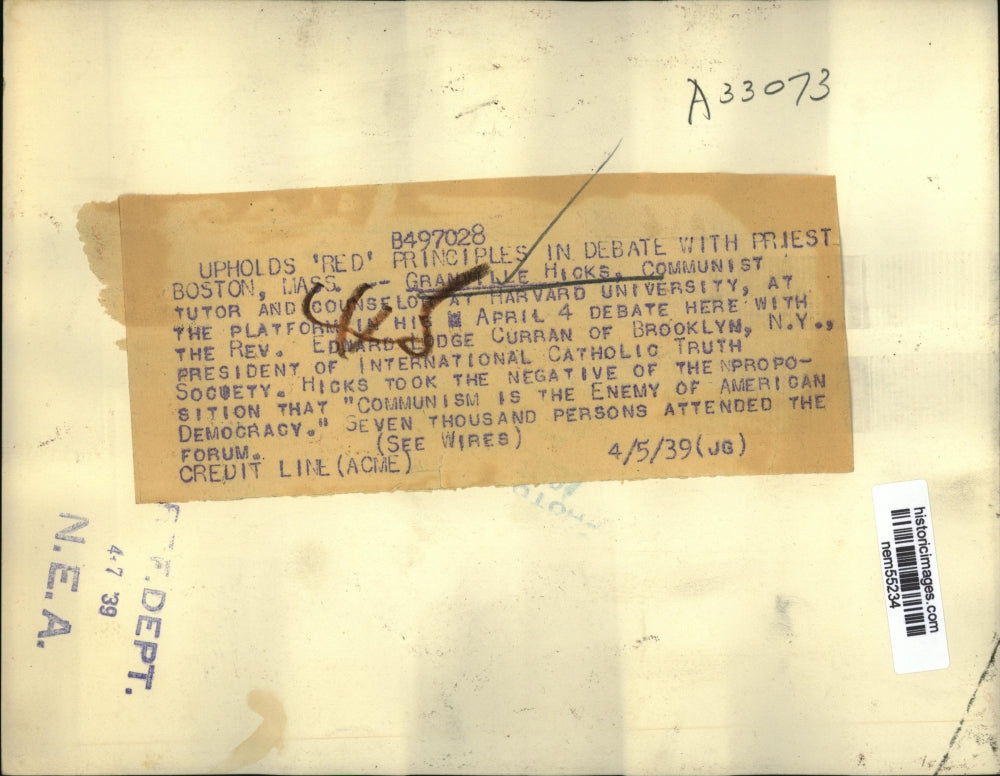 A33073
B497028
UPHOLDS 'RED' PRINCIPLES IN DEBATE WITH PRIEST
BOSTON, MASS. -- GRANVILLE HICKS, COMMUNIST
TUTOR AND COUNSELOR AT HARVARD UNIVERSITY, AT
THE PLATFORM IN HIS APRIL 4 DEBATE HERE WITH
THE REV. EDWARD LODGE CURRAN OF BROOKLYN, N.Y.,
PRESIDENT OF INTERNATIONAL CATHOLIC TRUTH
SOCUETY. HICKS TOOK THE NEGATIVE OF THE NPROPO-
SITION THAT "COMMUNISM IS THE ENEMY OF AMERICAN
DEMOCRACY." SEVEN THOUSAND PERSONS ATTENDED THE
FORUM. (SEE WIRES)
CREDIT LINE (ACME) 4/5/39 (JG)
DEPT.
4·7 '39
N.E.A.
historicimages.com
nem55234